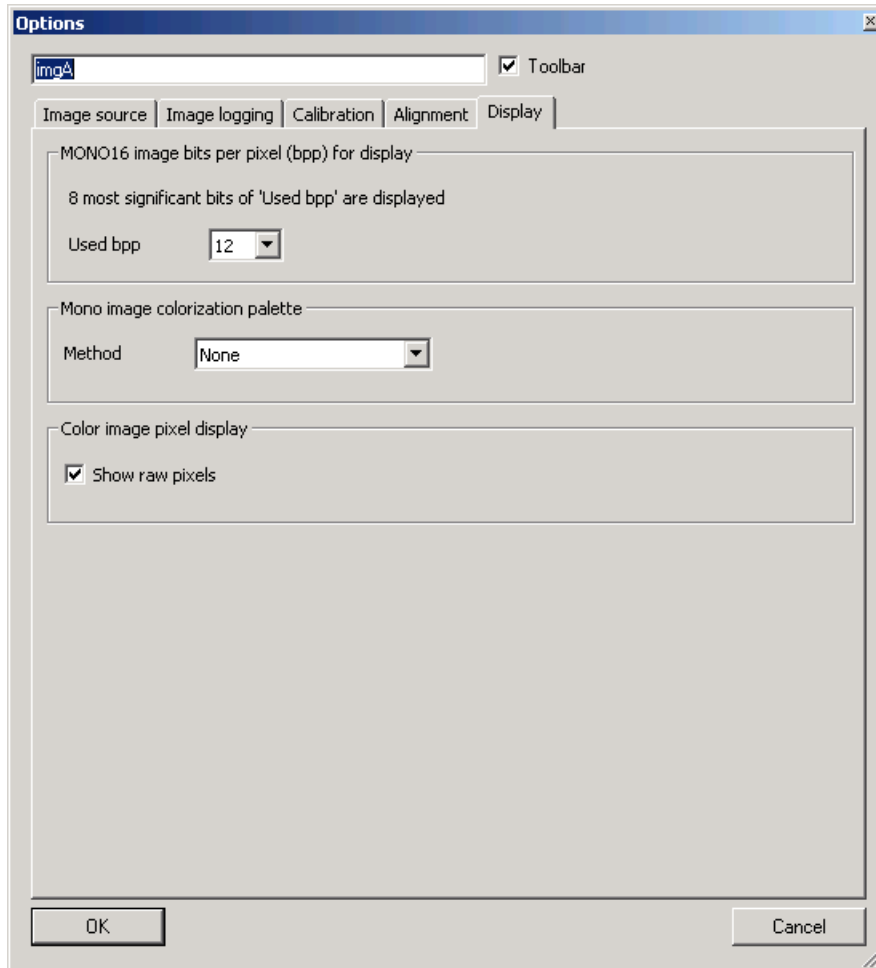 Options
imgA
Toolbar
Image source Image logging Calibration Alignment Display
MONO16 image bits per pixel (bpp) for display
8 most significant bits of 'Used bpp' are displayed
Used bpp 12
Mono image colorization palette
Method None
Color image pixel display
Show raw pixels
OK Cancel